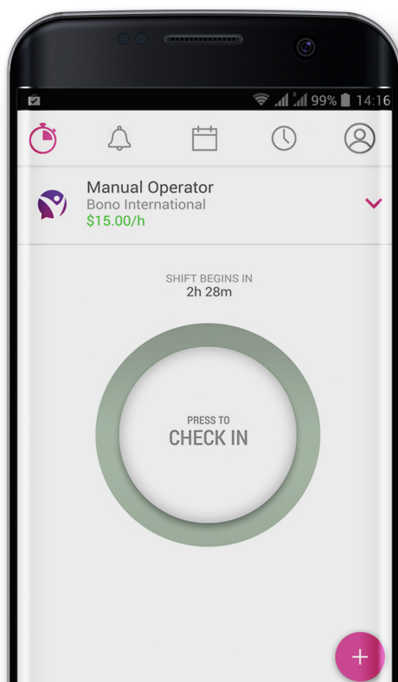 99% 14:16
Manual Operator
Bono International
$15.00/h
SHIFT BEGINS IN
2h 28m
PRESS TO
CHECK IN
+